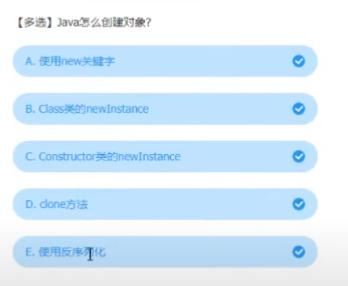 【多选】Java怎么创建对象?
A. 使用new关键字
B. Class类的newInstance
C. Constructor类的newInstance
D. clone方法
E. 使用反序列化